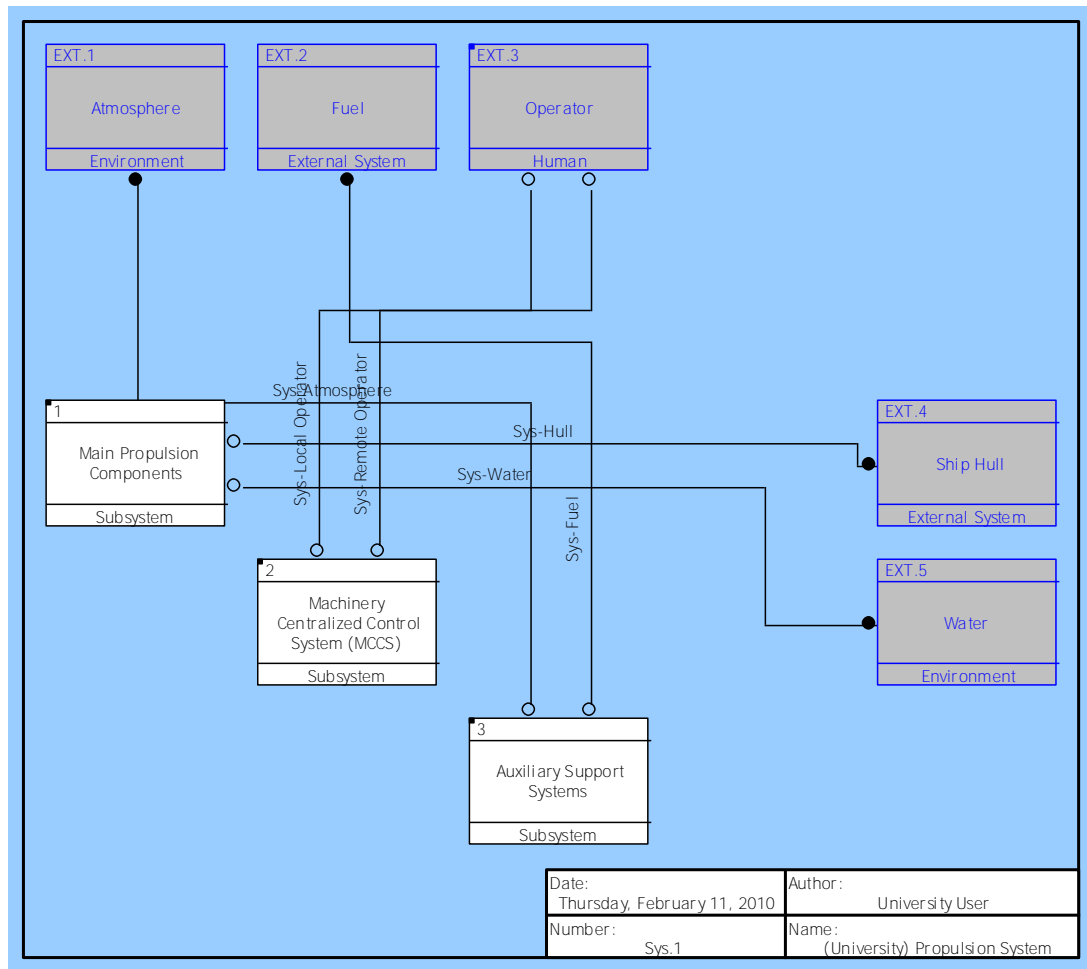 EXT.1
Atmosphere
Environment
EXT.2
Fuel
External System
EXT.3
Operator
Human
Sys-Local Operator
Sys-Remote Operator
Sys-Atmosphere
Sys-Hull
Sys-Water
Sys-Fuel
1
Main Propulsion
Components
Subsystem
EXT.4
Ship Hull
External System
2
Machinery
Centralized Control
System (MCCS)
Subsystem
EXT.5
Water
Environment
3
Auxiliary Support
Systems
Subsystem
Date:
Thursday, February 11, 2010
Author:
University User
Number:
Sys.1
Name:
(University) Propulsion System